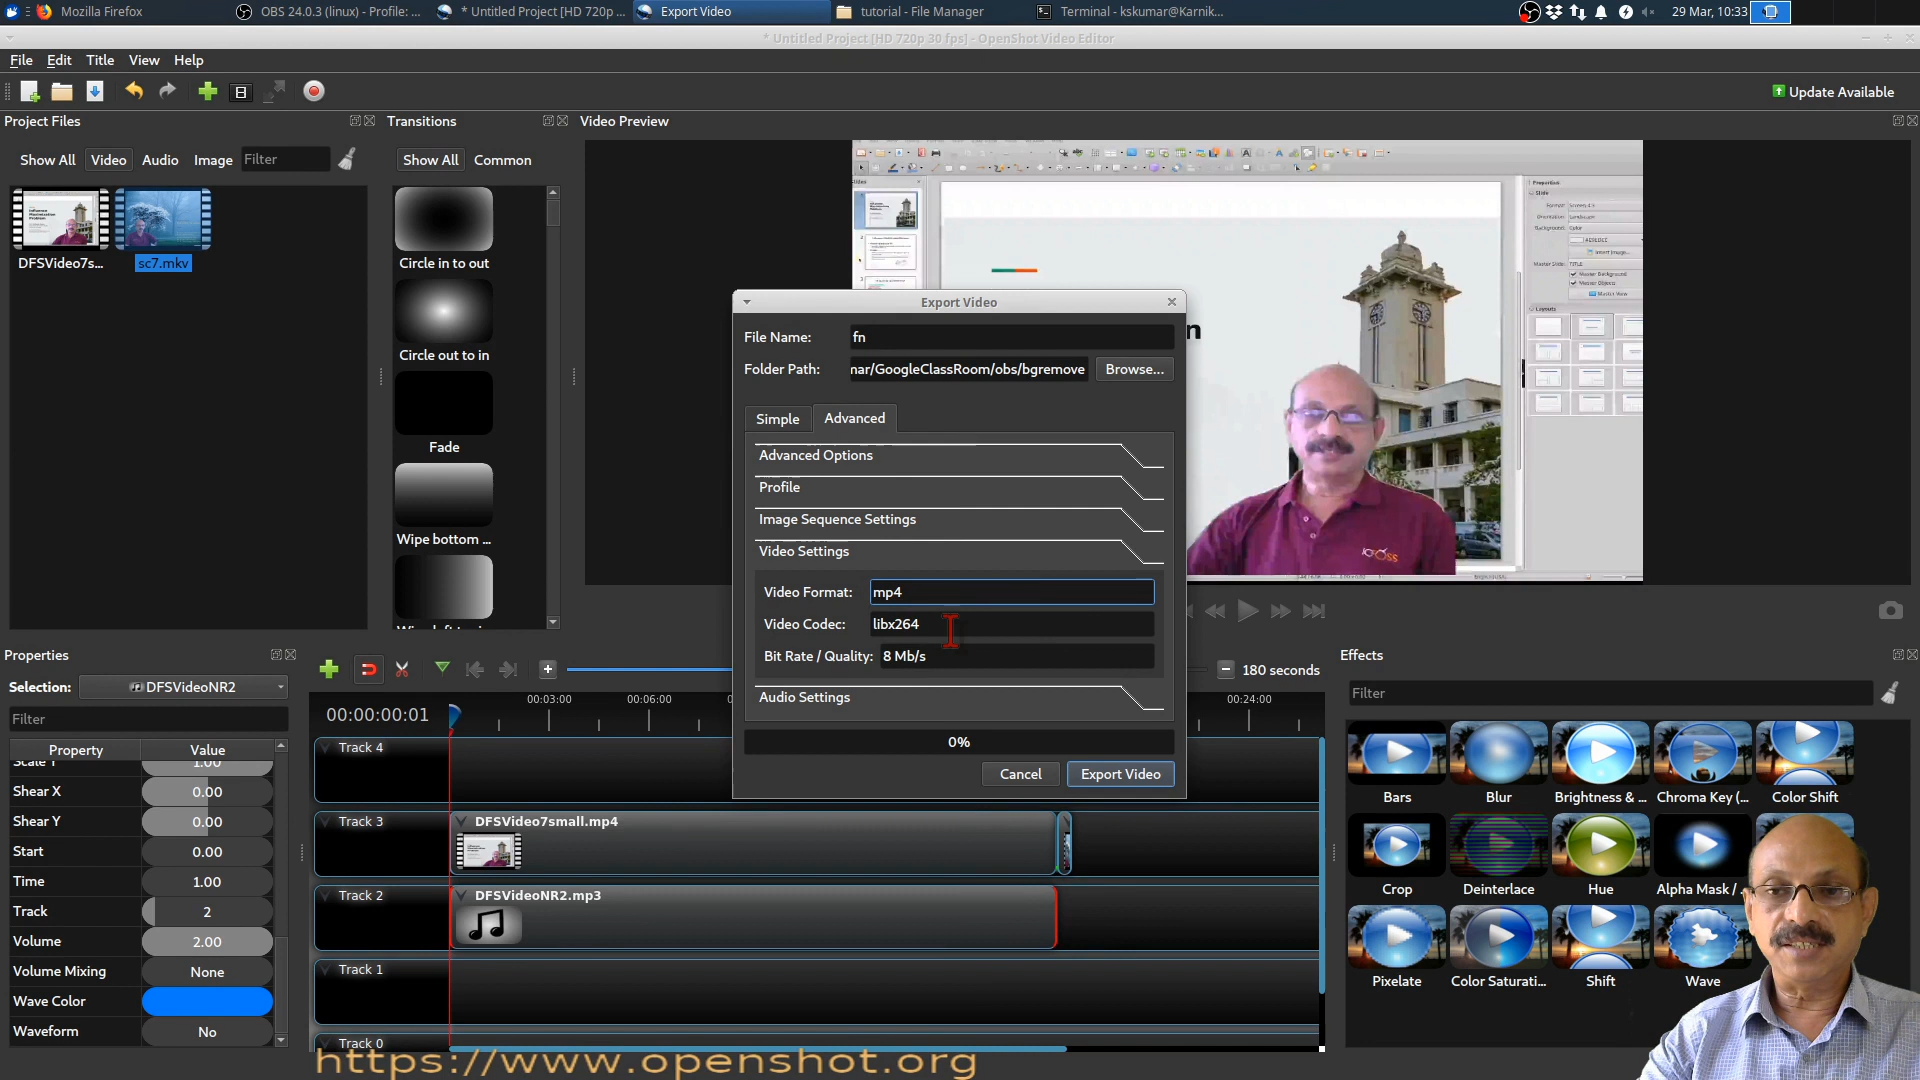 Mozilla Firefox
OBS 24.0.3 (linux) - Profile: ...
* Untitled Project [HD 720p ...
Export Video
tutorial - File Manager
Terminal - kskumar@Karnik...
29 Mar, 10:33
* Untitled Project [HD 720p 30 fps] - OpenShot Video Editor
File Edit Title View Help
Update Available
Project Files
Transitions
Video Preview
Show All Video Audio Image Filter
Show All Common
DFSVideo7s...
sc7.mkv
Circle in to out
Circle out to in
Fade
Wipe bottom ...
Export Video
File Name: fn
Folder Path: nar/GoogleClassRoom/obs/bgremove Browse...
Simple Advanced
Advanced Options
Profile
Image Sequence Settings
Video Settings
Video Format: mp4
Video Codec: libx264
Bit Rate / Quality: 8 Mb/s
Audio Settings
0%
Cancel Export Video
n
Properties
Slide
ICFOSS
Properties
Selection: DFSVideoNR2
Filter
Property Value
Scale Y 1.00
Shear X 0.00
Shear Y 0.00
Start 0.00
Time 1.00
Track 2
Volume 2.00
Volume Mixing None
Wave Color
Waveform No
180 seconds
00:00:00:01
00:03:00
00:06:00
00:24:00
Track 4
Track 3
DFSVideo7small.mp4
Track 2
DFSVideoNR2.mp3
Track 1
Track 0
Effects
Filter
Bars
Blur
Brightness & ...
Chroma Key (...
Color Shift
Crop
Deinterlace
Hue
Alpha Mask / ...
Pixelate
Color Saturati...
Shift
Wave
https://www.openshot.org